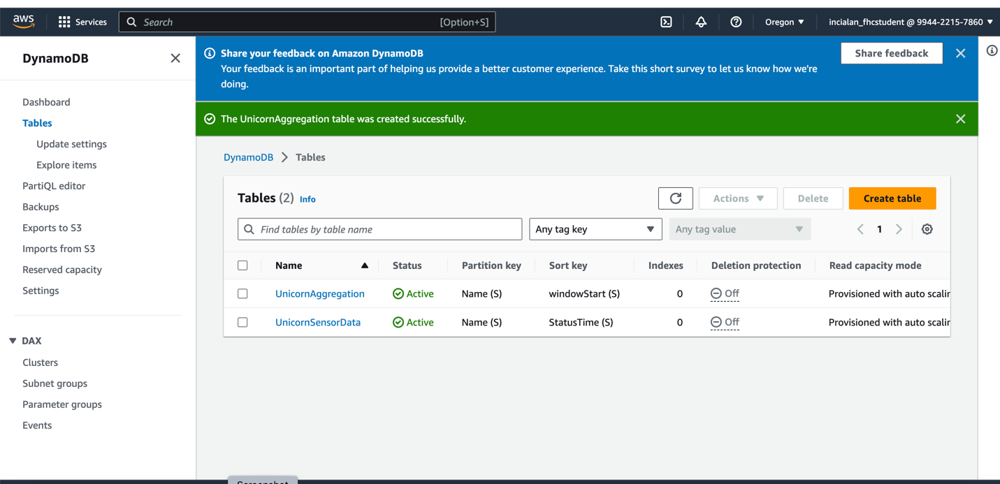 aws
Services
Search [Option+S]
Oregon
incialan_fhcstudent @ 9944-2215-7860
DynamoDB
Dashboard
Tables
Update settings
Explore items
PartiQL editor
Backups
Exports to S3
Imports from S3
Reserved capacity
Settings
DAX
Clusters
Subnet groups
Parameter groups
Events
Share your feedback on Amazon DynamoDB
Your feedback is an important part of helping us provide a better customer experience. Take this short survey to let us know how we're
doing.
Share feedback
The UnicornAggregation table was created successfully.
DynamoDB > Tables
Tables (2) Info
Actions
Delete
Create table
Find tables by table name
Any tag key
Any tag value
1
Name Status Partition key Sort key Indexes Deletion protection Read capacity mode
UnicornAggregation Active Name (S) windowStart (S) 0 Off Provisioned with auto scalin
UnicornSensorData Active Name (S) StatusTime (S) 0 Off Provisioned with auto scalin
Screenshot